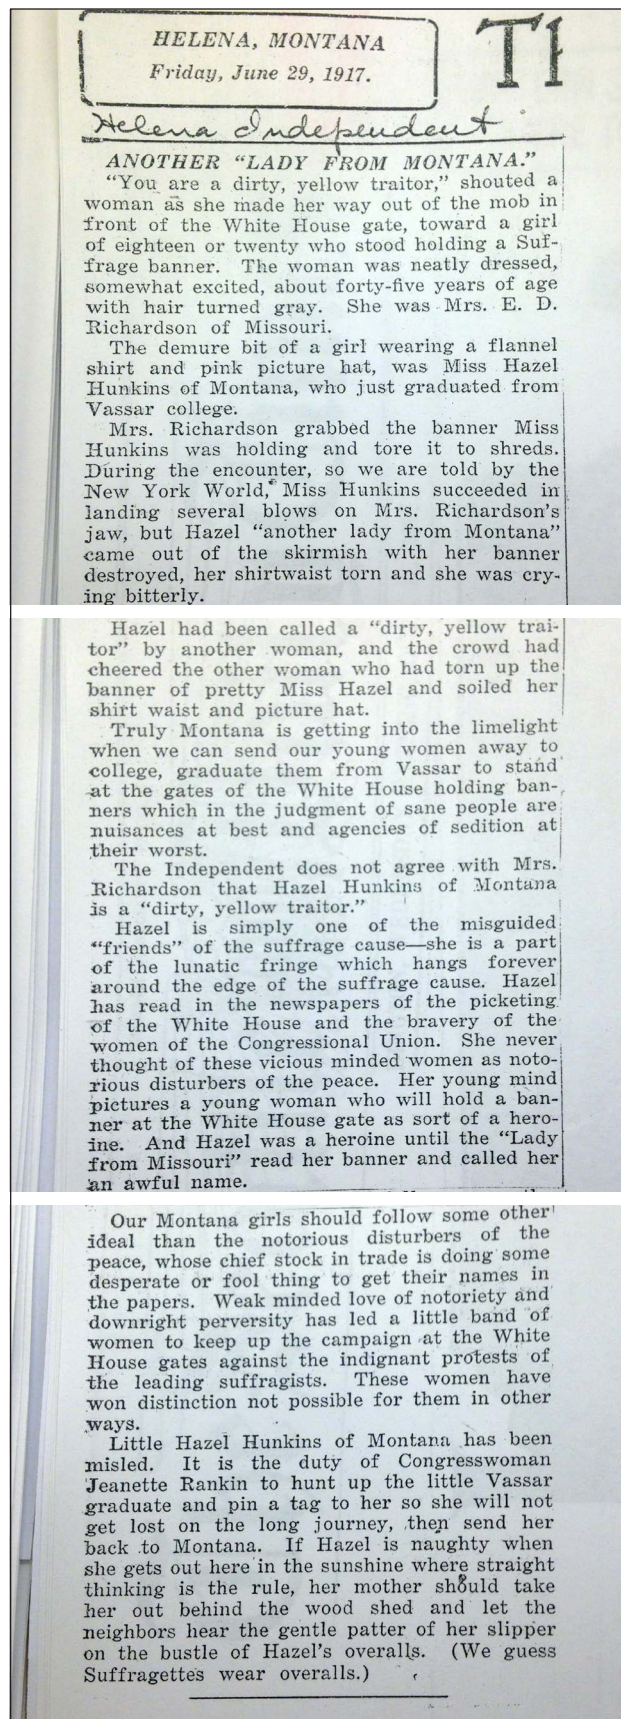 HELENA, MONTANA
Friday, June 29, 1917.
Helena Independent
ANOTHER "LADY FROM MONTANA."
"You are a dirty, yellow traitor," shouted a
woman as she made her way out of the mob in
front of the White House gate, toward a girl
of eighteen or twenty who stood holding a Suf-
frage banner. The woman was neatly dressed,
somewhat excited, about forty-five years of age
with hair turned gray. She was Mrs. E. D.
Richardson of Missouri.
The demure bit of a girl wearing a flannel
shirt and pink picture hat, was Miss Hazel
Hunkins of Montana, who just graduated from
Vassar college.
Mrs. Richardson grabbed the banner Miss
Hunkins was holding and tore it to shreds.
During the encounter, so we are told by the
New York World, Miss Hunkins succeeded in
landing several blows on Mrs. Richardson's
jaw, but Hazel "another lady from Montana"
came out of the skirmish with her banner
destroyed, her shirtwaist torn and she was cry-
ing bitterly.
Hazel had been called a "dirty, yellow trai-
tor" by another woman, and the crowd had
cheered the other woman who had torn up the
banner of pretty Miss Hazel and soiled her
shirt waist and picture hat.
Truly Montana is getting into the limelight
when we can send our young women away to
college, graduate them from Vassar to stand
at the gates of the White House holding ban-
ners which in the judgment of sane people are
nuisances at best and agencies of sedition at
their worst.
The Independent does not agree with Mrs.
Richardson that Hazel Hunkins of Montana
is a "dirty, yellow traitor."
Hazel is simply one of the misguided
"friends" of the suffrage cause—she is a part
of the lunatic fringe which hangs forever
around the edge of the suffrage cause. Hazel
has read in the newspapers of the picketing
of the White House and the bravery of the
women of the Congressional Union. She never
thought of these vicious minded women as noto-
rious disturbers of the peace. Her young mind
pictures a young woman who will hold a ban-
ner at the White House gate as sort of a hero-
ine. And Hazel was a heroine until the "Lady
from Missouri" read her banner and called her
an awful name.
Our Montana girls should follow some other
ideal than the notorious disturbers of the
peace, whose chief stock in trade is doing some
desperate or fool thing to get their names in
the papers. Weak minded love of notoriety and
downright perversity has led a little band of
women to keep up the campaign at the White
House gates against the indignant protests of
the leading suffragists. These women have
won distinction not possible for them in other
ways.
Little Hazel Hunkins of Montana has been
misled. It is the duty of Congresswoman
Jeanette Rankin to hunt up the little Vassar
graduate and pin a tag to her so she will not
get lost on the long journey, then send her
back to Montana. If Hazel is naughty when
she gets out here in the sunshine where straight
thinking is the rule, her mother should take
her out behind the wood shed and let the
neighbors hear the gentle patter of her slipper
on the bustle of Hazel's overalls. (We guess
Suffragettes wear overalls.)